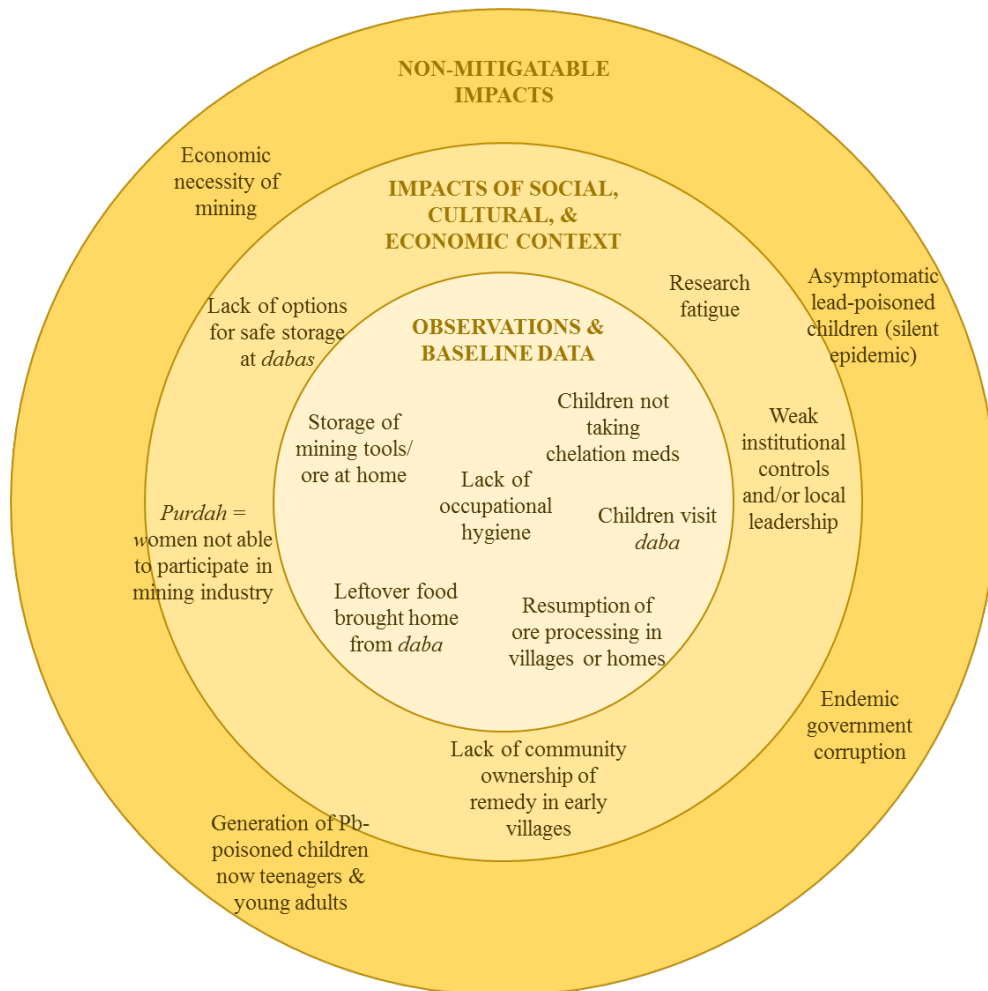 NON-MITIGATABLE
IMPACTS
Economic
necessity of
mining
IMPACTS OF SOCIAL,
CULTURAL, &
ECONOMIC CONTEXT
Research
fatigue
Asymptomatic
lead-poisoned
children (silent
epidemic)
Lack of options
for safe storage
at dabas
OBSERVATIONS &
BASELINE DATA
Storage of
mining tools/
ore at home
Children not
taking
chelation meds
Weak
institutional
controls
and/or local
leadership
Lack of
occupational
hygiene
Children visit
daba
Purdah =
women not able
to participate in
mining industry
Leftover food
brought home
from daba
Resumption of
ore processing in
villages or homes
Endemic
government
corruption
Lack of community
ownership of
remedy in early
villages
Generation of Pb-
poisoned children
now teenagers &
young adults